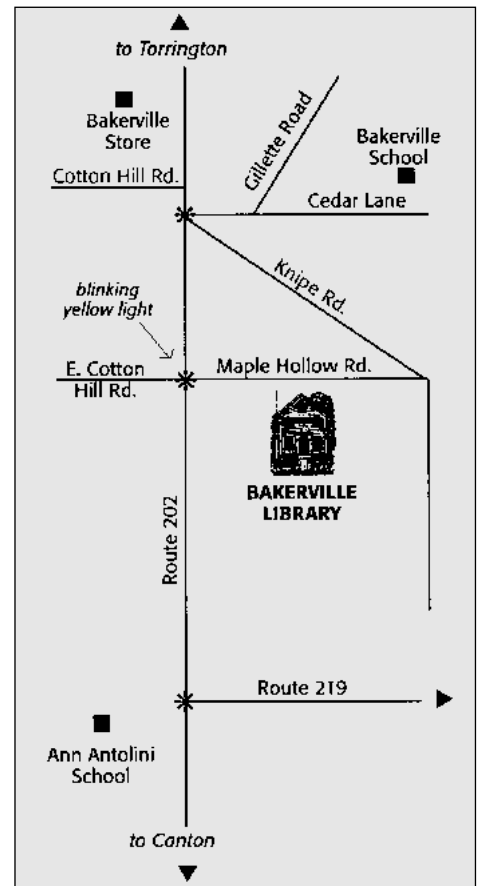 to Torrington
Bakerville
Store
Cotton Hill Rd.
Gillette Road
Bakerville
School
Cedar Lane
Knipe Rd.
blinking
yellow light
E. Cotton
Hill Rd.
Maple Hollow Rd.
BAKERVILLE
LIBRARY
Route 202
Route 219
Ann Antolini
School
to Canton